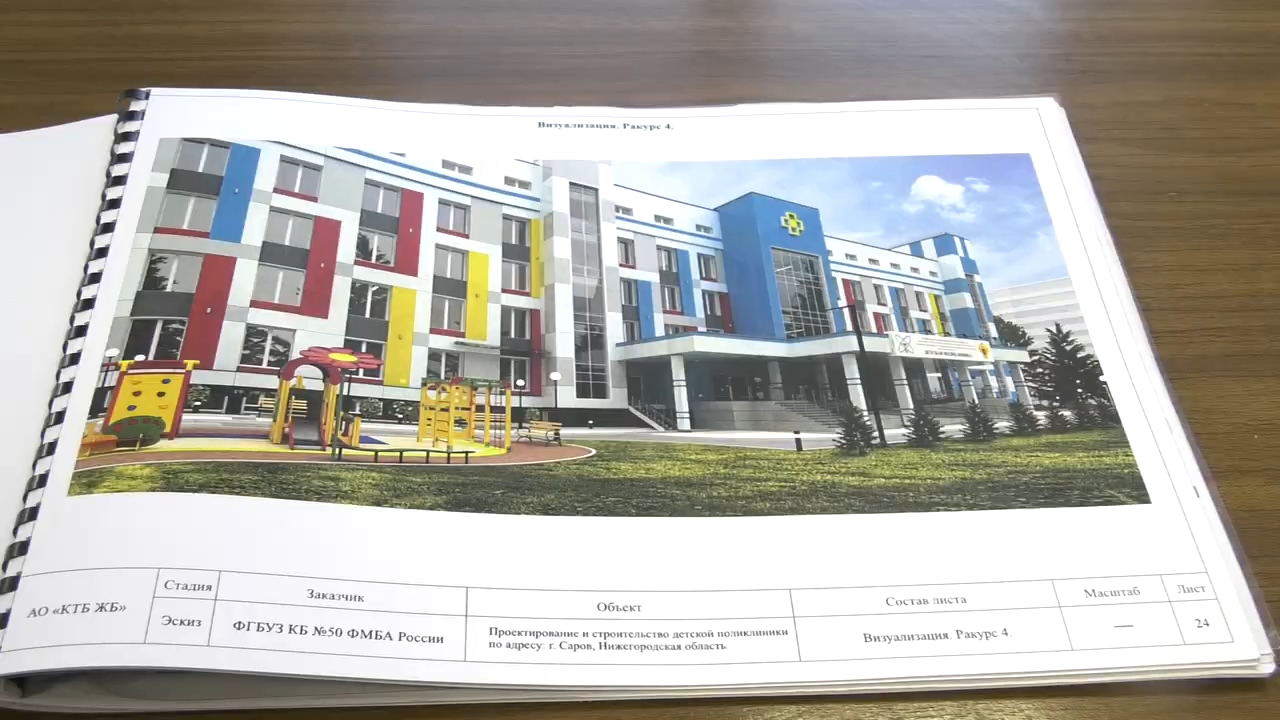 Визуализация. Ракурс 4.
АО «КТБ ЖБ»
Стадия
Эскиз
Заказчик
ФГБУЗ КБ №50 ФМБА России
Объект
Проектирование и строительство детской поликлиники
по адресу: г. Саров, Нижегородская область
Состав листа
Визуализация. Ракурс 4.
Масштаб
—
Лист
24